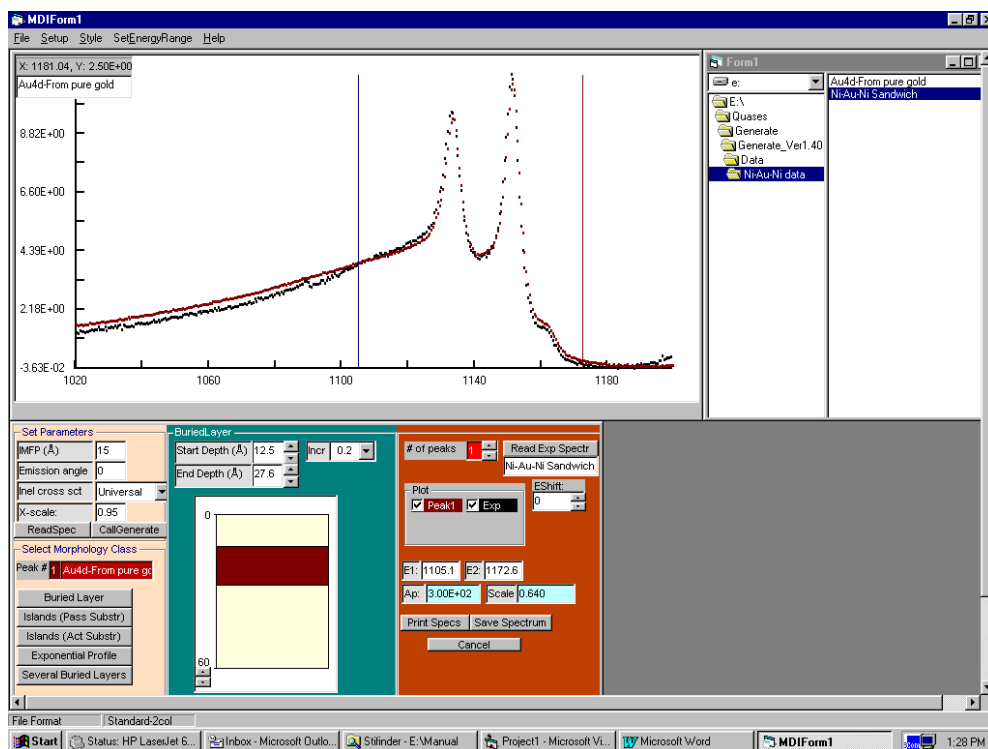 MDIForm1
File Setup Style SetEnergyRange Help
X: 1181.04, Y: 2.50E+00
Au4d-From pure gold
8.82E+00
6.60E+00
4.39E+00
2.18E+00
-3.63E-02
1020 1060 1100 1140 1180
Form1
e:
E:\
Quases
Generate
Generate_Ver1.40
Data
Ni-Au-Ni data
Au4d-From pure gold
Ni-Au-Ni Sandwich
Set Parameters
IMFP (Å) 15
Emission angle 0
Inel cross sct Universal
X-scale: 0.95
ReadSpec CallGenerate
Select Morphology Class
Peak # 1 Au4d-From pure gc
Buried Layer
Islands (Pass Substr)
Islands (Act Substr)
Exponential Profile
Several Buried Layers
BuriedLayer
Start Depth (Å) 12.5 Incr 0.2
End Depth (Å) 27.6
0
60
# of peaks 1 Read Exp Spectr
Ni-Au-Ni Sandwich
Plot
Peak1 Exp
EShift:
0
E1: 1105.1 E2: 1172.6
Ap: 3.00E+02 Scale 0.640
Print Specs Save Spectrum
Cancel
File Format Standard-2col
Start Status: HP LaserJet 6... Inbox - Microsoft Outlo... Stifinder - E:\Manual Project1 - Microsoft Vi... Microsoft Word MDIForm1 1:28 PM